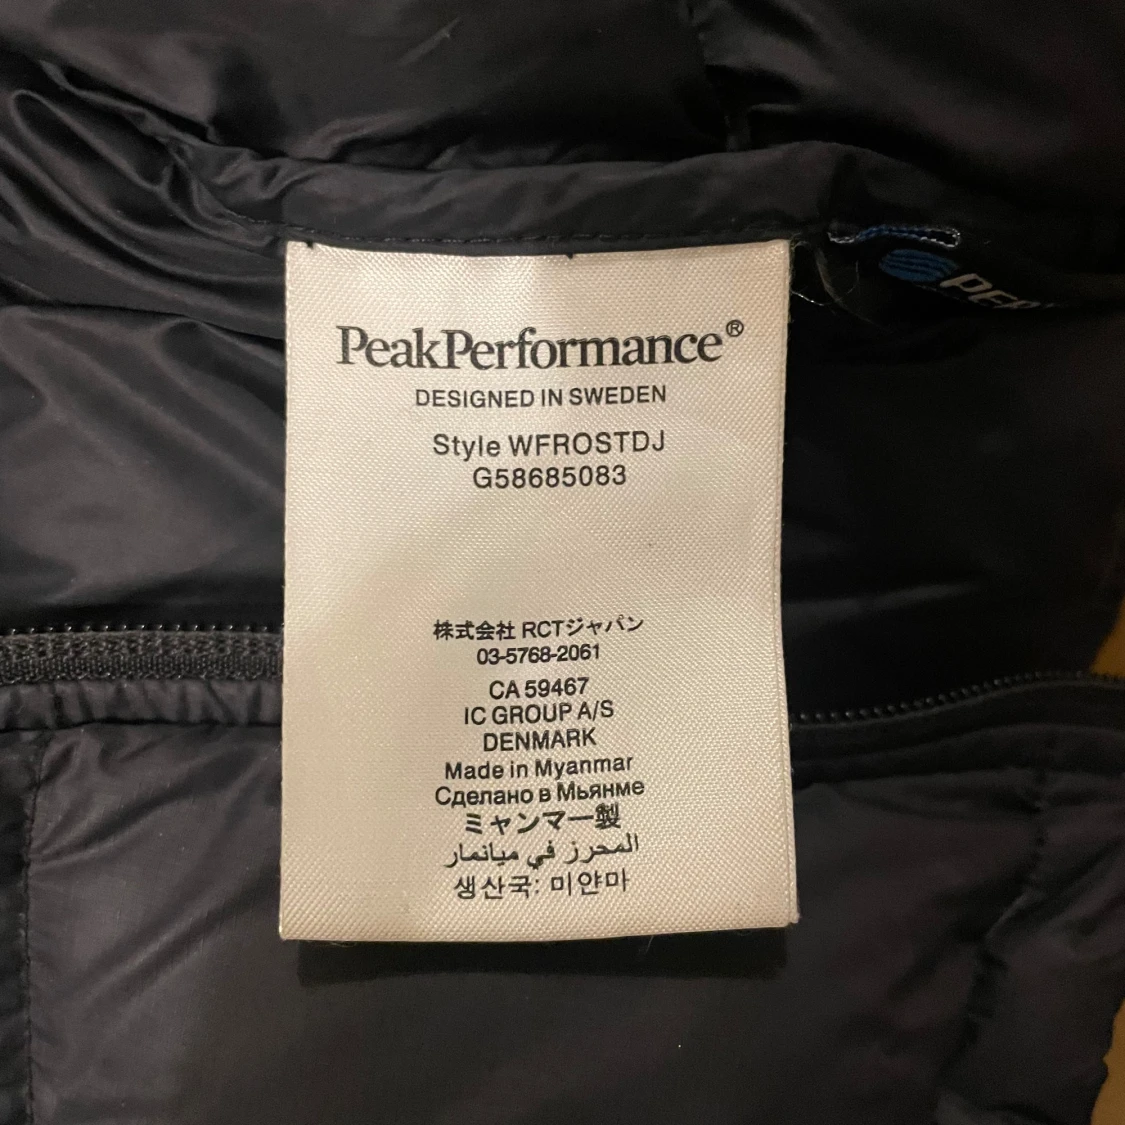 PeakPerformance®
DESIGNED IN SWEDEN
Style WFROSTDJ
G58685083
株式会社 RCTジャパン
03-5768-2061
CA 59467
IC GROUP A/S
DENMARK
Made in Myanmar
Сделано в Мьянме
ミャンマー製
المحرز في ميانمار
생산국: 미얀마